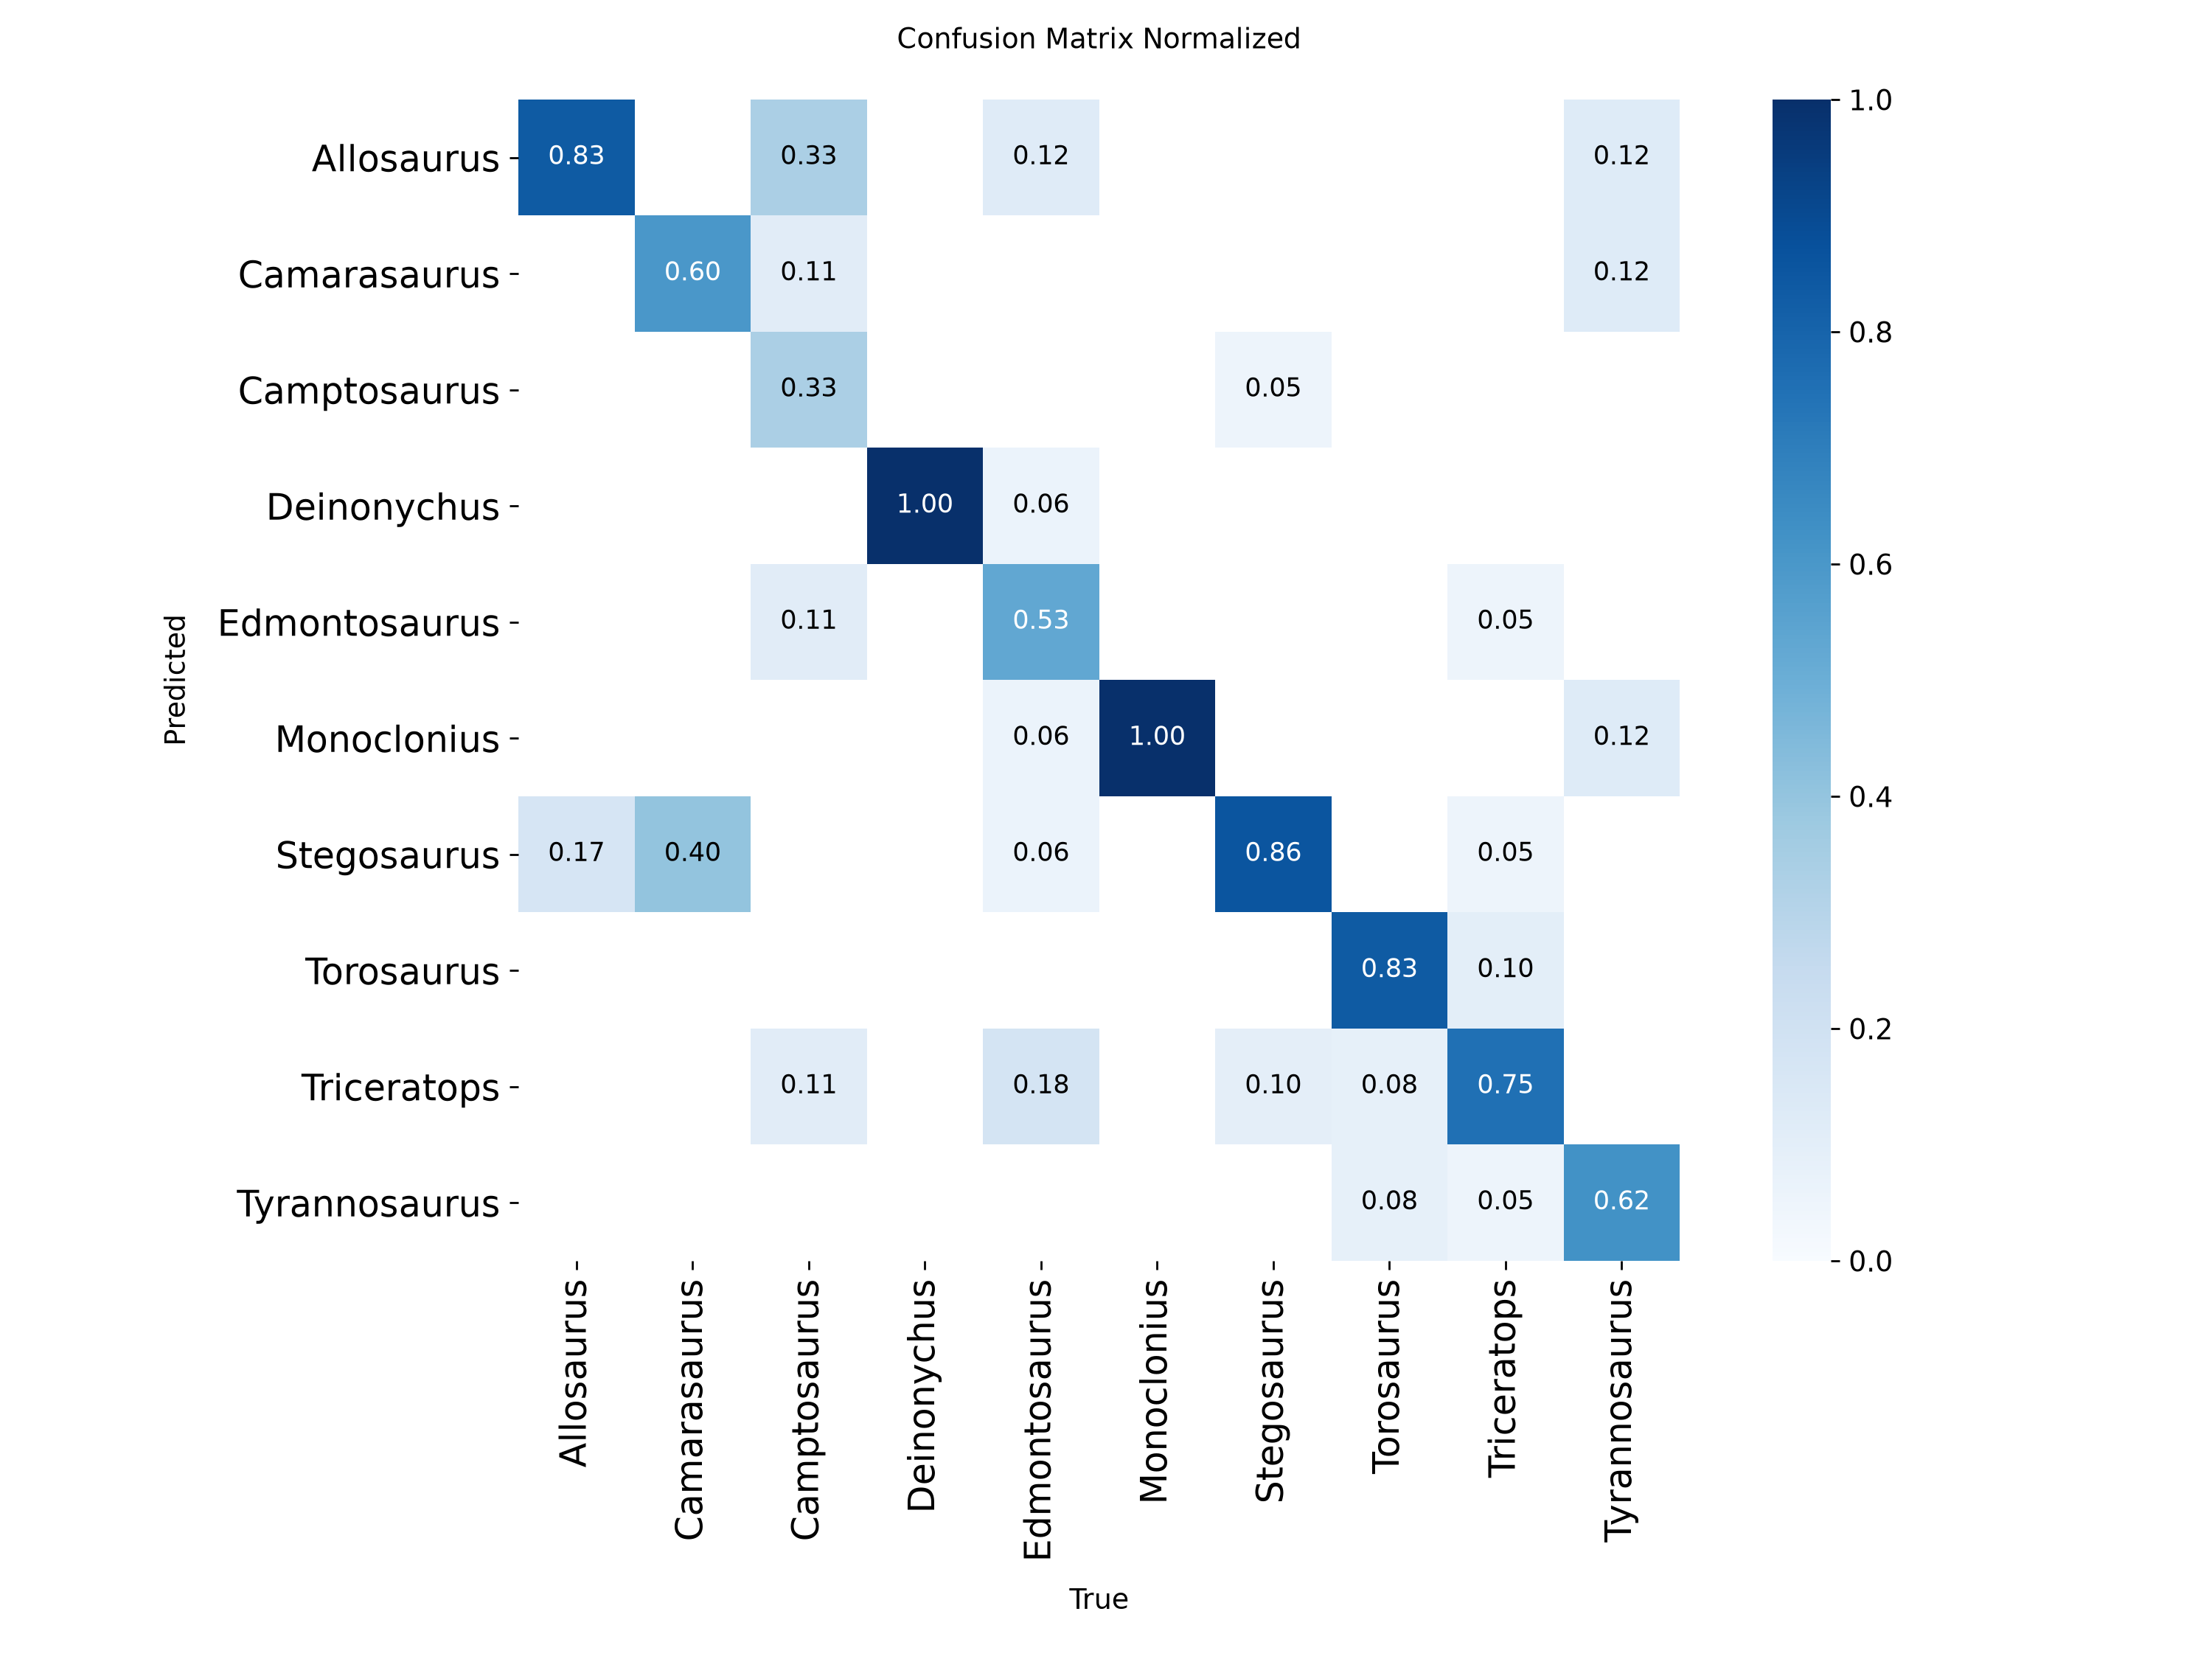 Confusion Matrix Normalized
Allosaurus 0.83 0.33 0.12 0.12
Camarasaurus 0.60 0.11 0.12
Camptosaurus 0.33 0.05
Deinonychus 1.00 0.06
Edmontosaurus 0.11 0.53 0.05
Monoclonius 0.06 1.00 0.12
Stegosaurus 0.17 0.40 0.06 0.86 0.05
Torosaurus 0.83 0.10
Triceratops 0.11 0.18 0.10 0.08 0.75
Tyrannosaurus 0.08 0.05 0.62
Predicted
Allosaurus
Camarasaurus
Camptosaurus
Deinonychus
Edmontosaurus
Monoclonius
Stegosaurus
Torosaurus
Triceratops
Tyrannosaurus
True
1.0
0.8
0.6
0.4
0.2
0.0